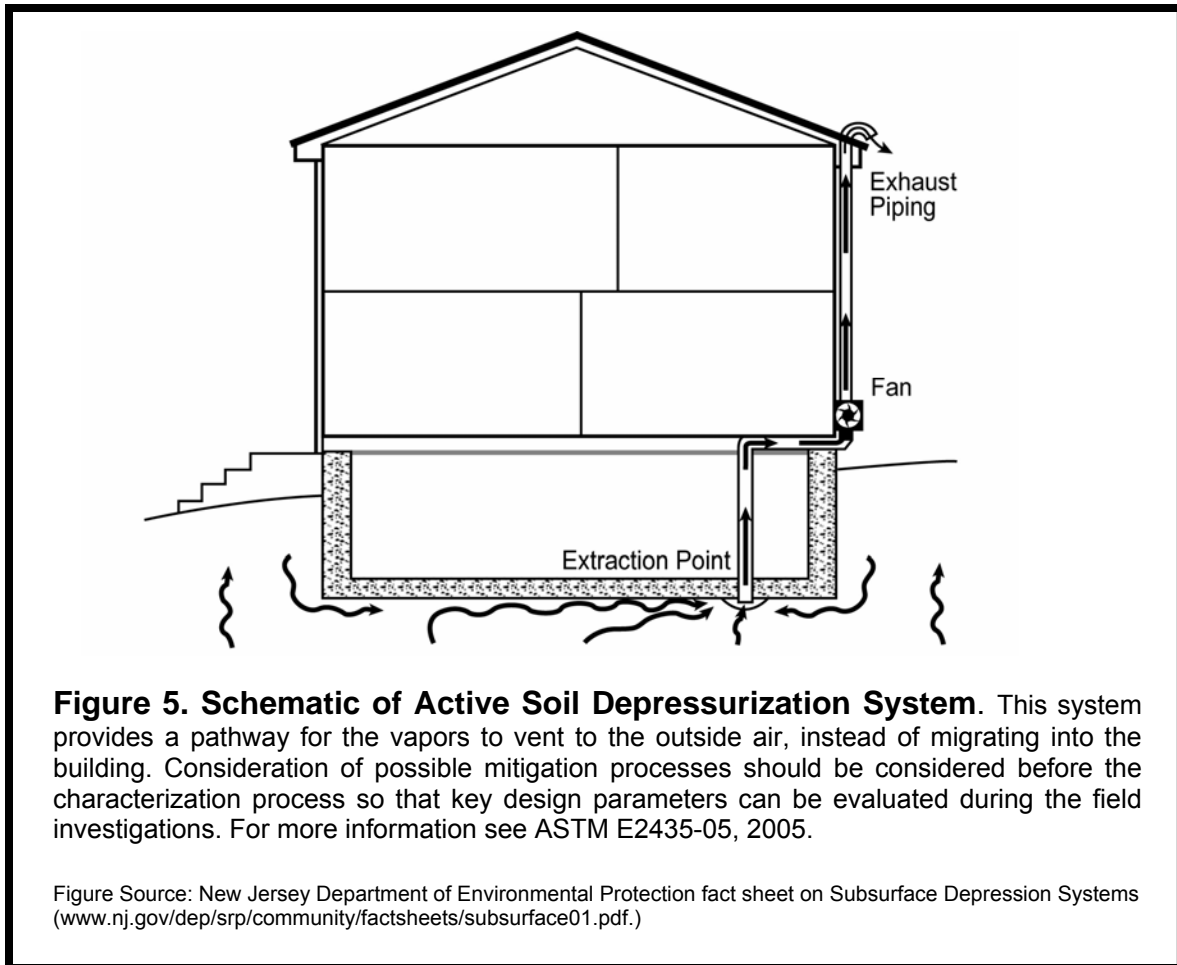 Exhaust
Piping
Fan
Extraction Point
Figure 5. Schematic of Active Soil Depressurization System. This system
provides a pathway for the vapors to vent to the outside air, instead of migrating into the
building. Consideration of possible mitigation processes should be considered before the
characterization process so that key design parameters can be evaluated during the field
investigations. For more information see ASTM E2435-05, 2005.
Figure Source: New Jersey Department of Environmental Protection fact sheet on Subsurface Depression Systems
(www.nj.gov/dep/srp/community/factsheets/subsurface01.pdf.)